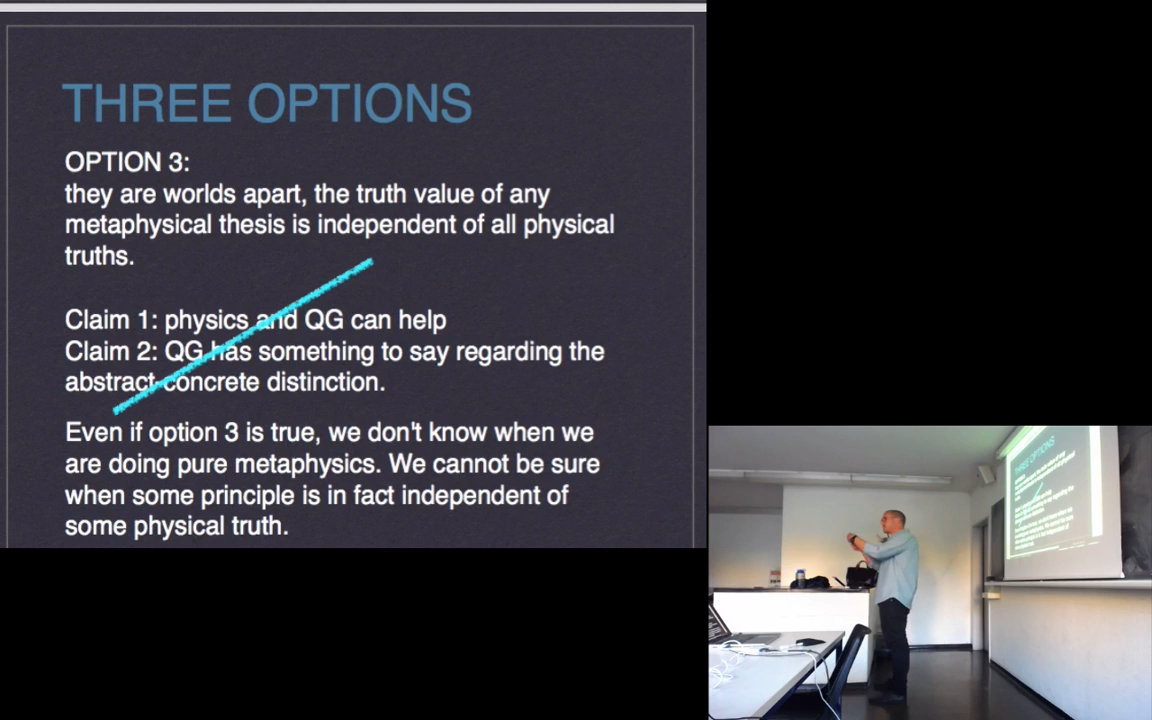 THREE OPTIONS
OPTION 3:
they are worlds apart, the truth value of any
metaphysical thesis is independent of all physical
truths.
Claim 1: physics and QG can help
Claim 2: QG has something to say regarding the
abstract-concrete distinction.
Even if option 3 is true, we don't know when we
are doing pure metaphysics. We cannot be sure
when some principle is in fact independent of
some physical truth.
THREE OPTIONS